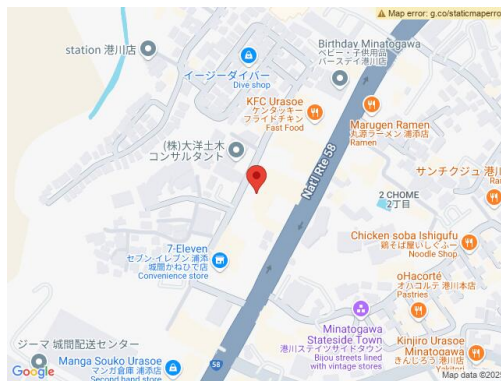 Map error: g.co/staticmaperro
station 港川店
イージーダイバー
Dive shop
Birthday Minatogawa
ベビー・子供用品
バースデイ港川店
KFC Urasoe
ケンタッキー
フライドチキン
Fast Food
Marugen Ramen
丸源ラーメン 浦添店
Ramen
(株)大洋土木
コンサルタント
サンチクジュ 港川
Ra
Nat'l Rte 58
2 CHOME
2丁目
Chicken soba Ishigufu
鶏そば屋いしぐふー
Noodle Shop
7-Eleven
セブン-イレブン 浦添
城間かねひで店
Convenience store
oHacorté
オハコルテ 港川本店
Pastries
Minatogawa
Stateside Town
港川ステイツサイドタウン
Bijou streets lined
with vintage stores
Kinjiro Urasoe
Minatogawa
きんじろう 港川店
Yakitori
ジーマ 城間配送センター
58
Manga Souko Urasoe
マンガ倉庫 浦添店
Second hand store
Google
Map data ©2025